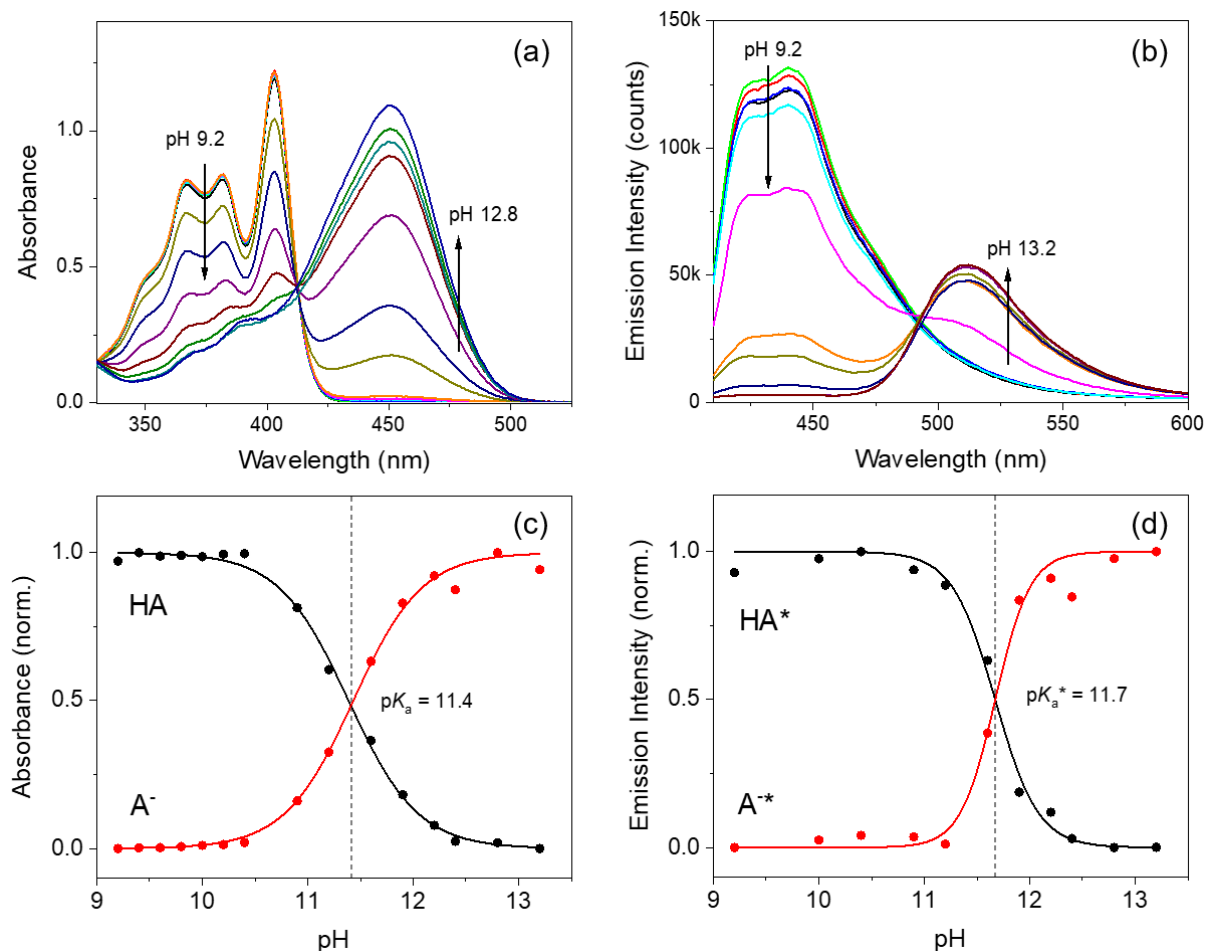 (a)
pH 9.2
pH 12.8
Absorbance
1.0
0.5
0.0
350 400 450 500
Wavelength (nm)
(b)
pH 9.2
pH 13.2
Emission Intensity (counts)
150k
100k
50k
0
450 500 550 600
Wavelength (nm)
(c)
HA
A⁻
pKₐ = 11.4
Absorbance (norm.)
1.0
0.5
0.0
9 10 11 12 13
pH
(d)
HA*
A⁻*
pKₐ* = 11.7
Emission Intensity (norm.)
1.0
0.5
0.0
9 10 11 12 13
pH